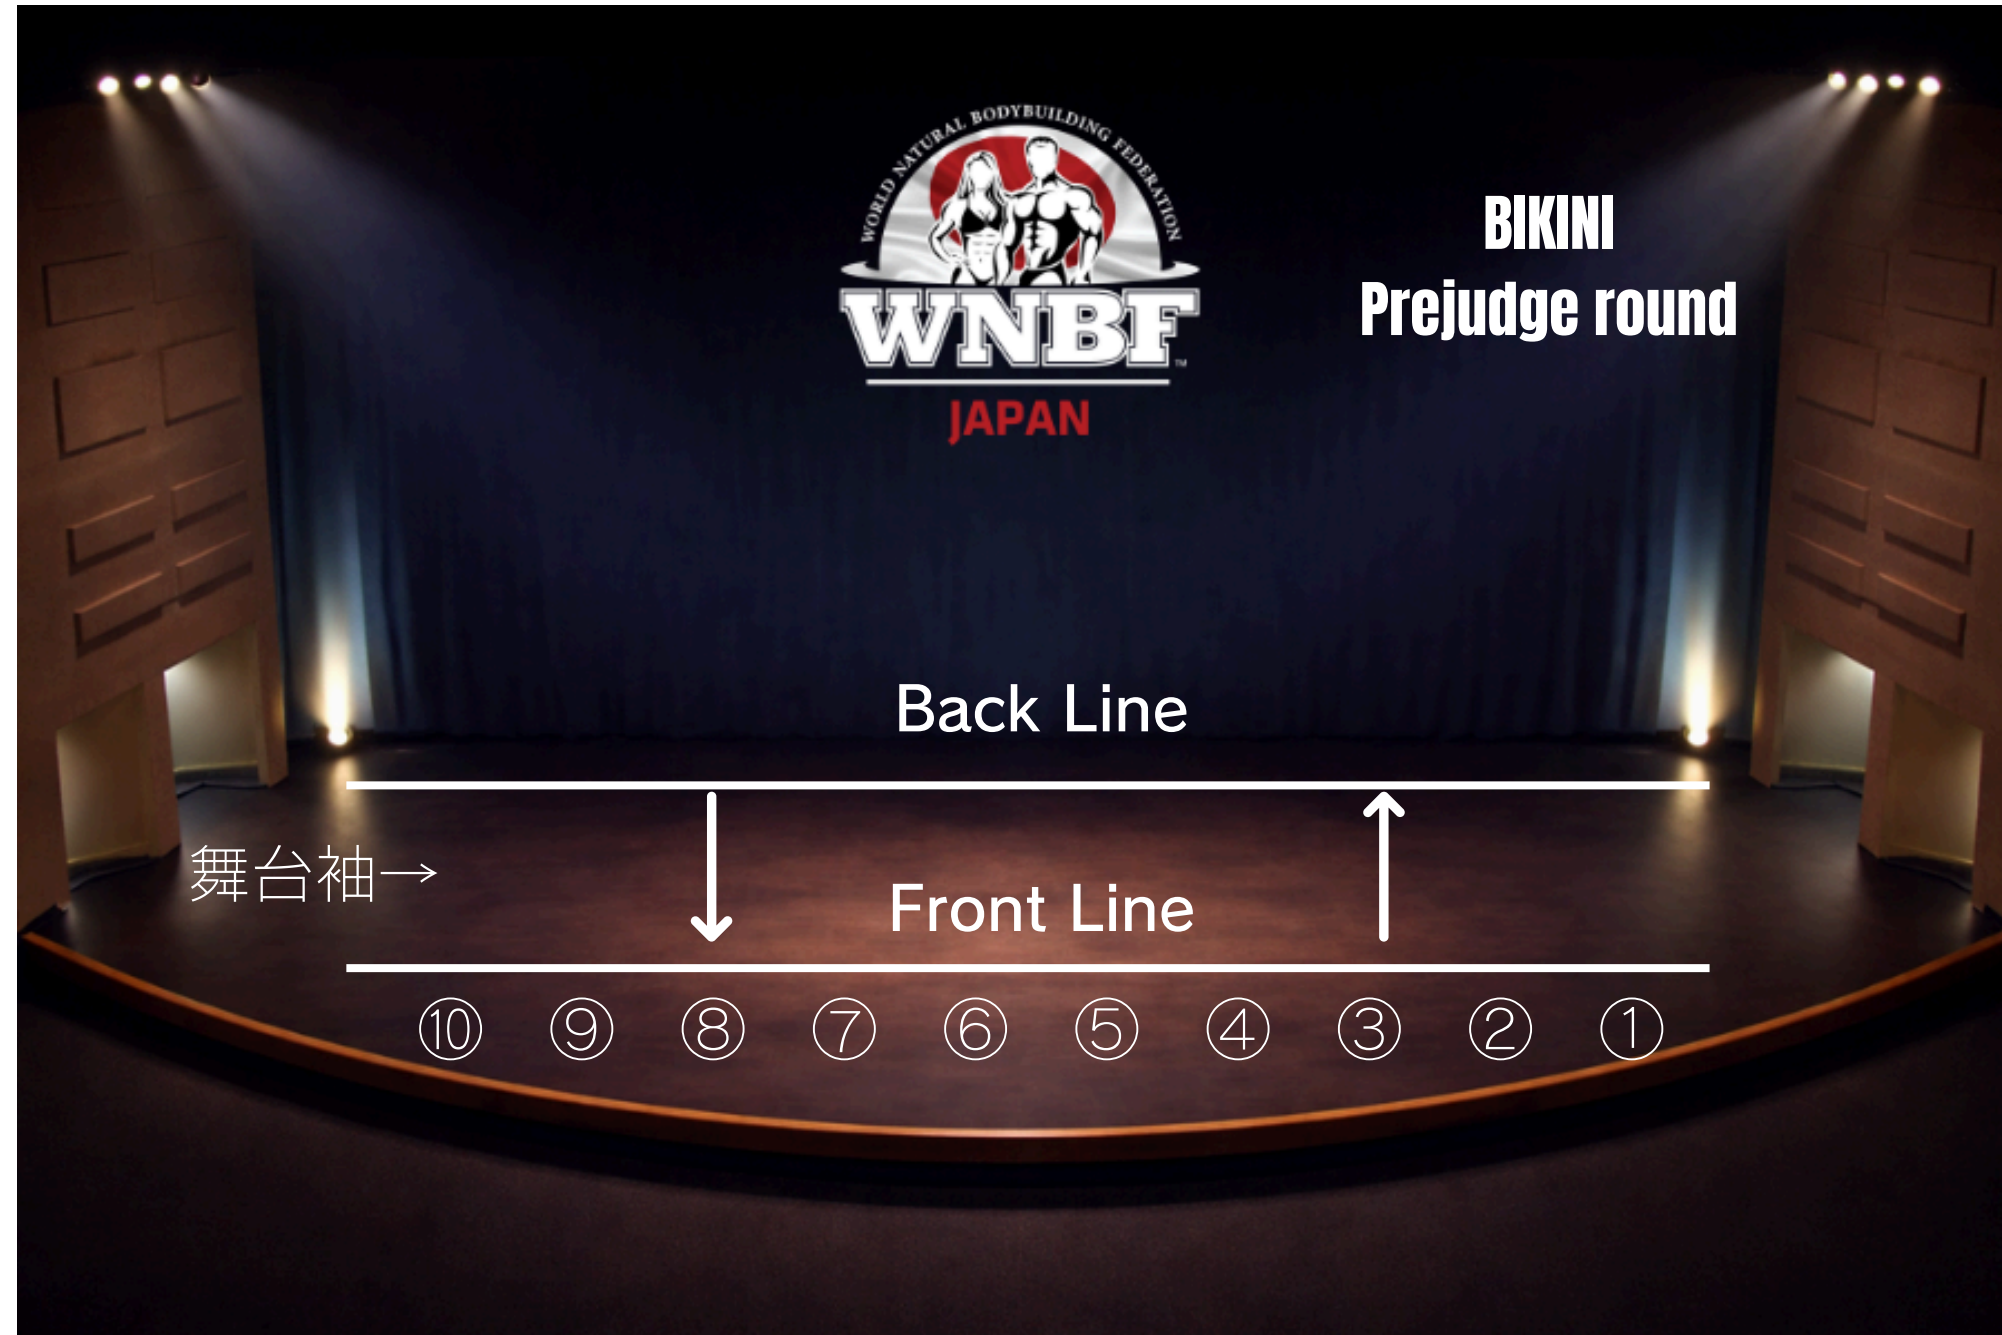 WORLD NATURAL BODYBUILDING FEDERATION
WNBF™
JAPAN
BIKINI
Prejudge round
Back Line
舞台袖→
Front Line
⑩ ⑨ ⑧ ⑦ ⑥ ⑤ ④ ③ ② ①